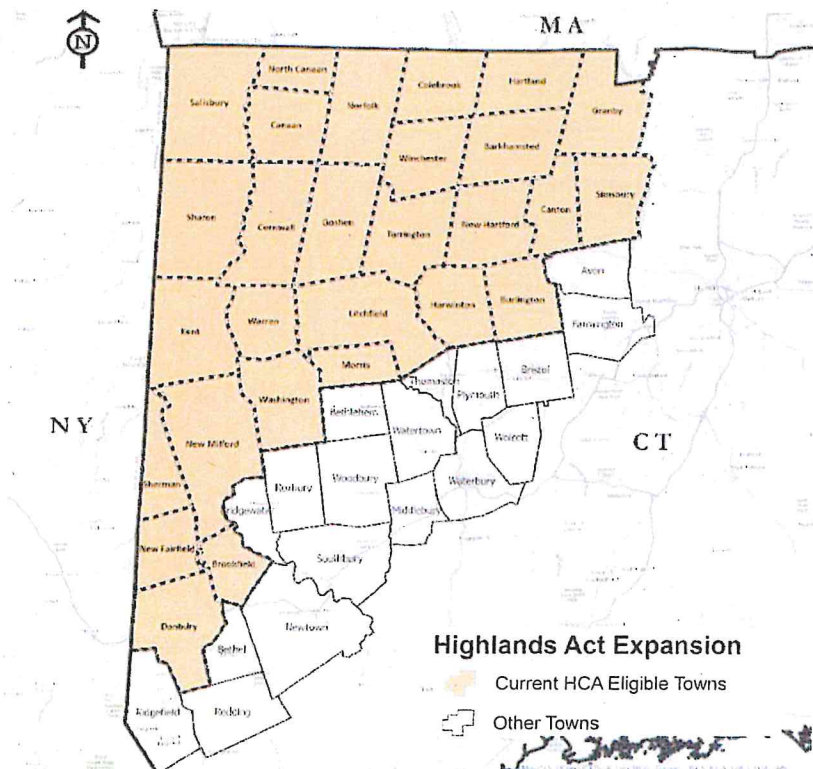 MA
N
North Canaan
Colebrook
Hartland
Salisbury
Norfolk
Granby
Canaan
Barkhamsted
Winchester
Simsbury
Sharon
Cornwall
Goshen
Torrington
New Hartford
Canton
Avon
Burlington
Harwinton
Litchfield
Warren
Kent
Farmington
Morris
Bristol
Thomaston
Plymouth
Washington
Bethlehem
Watertown
NY
CT
New Milford
Wolcott
Woodbury
Roxbury
Waterbury
Sherman
Bridgewater
Middlebury
New Fairfield
Brookfield
Southbury
Danbury
Newtown
Bethel
Highlands Act Expansion
Current HCA Eligible Towns
Ridgefield
Redding
Other Towns